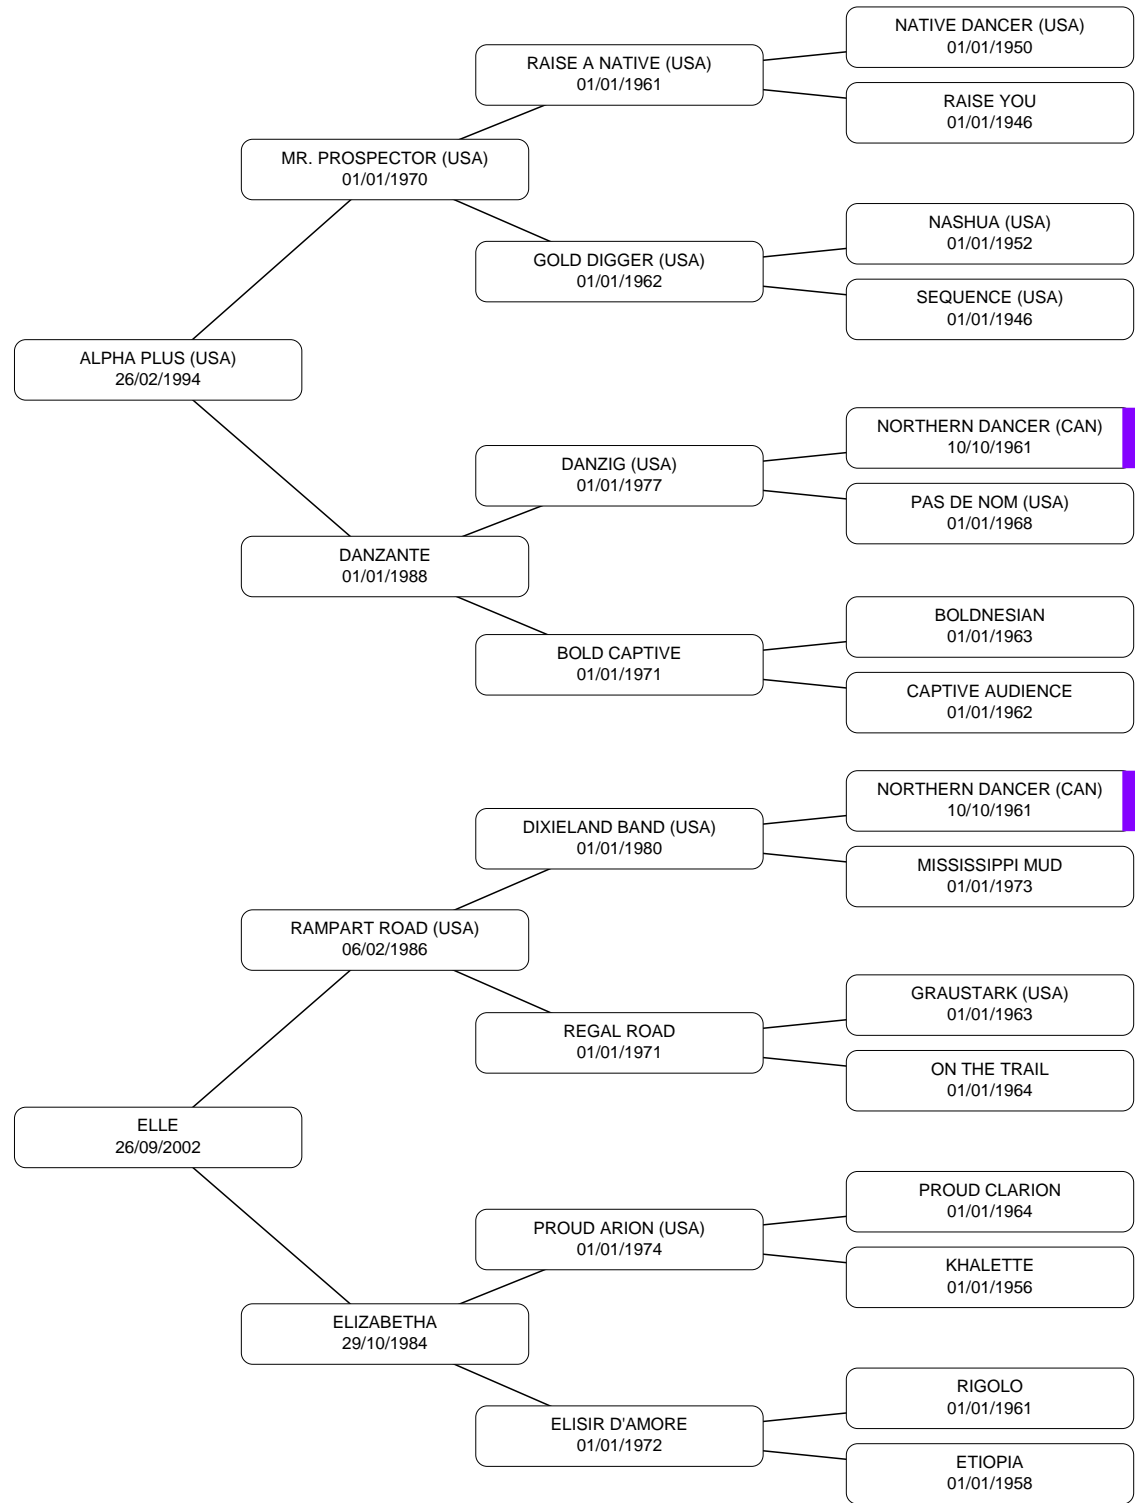 NATIVE DANCER (USA)
01/01/1950
RAISE A NATIVE (USA)
01/01/1961
RAISE YOU
01/01/1946
MR. PROSPECTOR (USA)
01/01/1970
NASHUA (USA)
01/01/1952
GOLD DIGGER (USA)
01/01/1962
SEQUENCE (USA)
01/01/1946
ALPHA PLUS (USA)
26/02/1994
NORTHERN DANCER (CAN)
10/10/1961
DANZIG (USA)
01/01/1977
PAS DE NOM (USA)
01/01/1968
DANZANTE
01/01/1988
BOLDNESIAN
01/01/1963
BOLD CAPTIVE
01/01/1971
CAPTIVE AUDIENCE
01/01/1962
NORTHERN DANCER (CAN)
10/10/1961
DIXIELAND BAND (USA)
01/01/1980
MISSISSIPPI MUD
01/01/1973
RAMPART ROAD (USA)
06/02/1986
GRAUSTARK (USA)
01/01/1963
REGAL ROAD
01/01/1971
ON THE TRAIL
01/01/1964
ELLE
26/09/2002
PROUD CLARION
01/01/1964
PROUD ARION (USA)
01/01/1974
KHALETTE
01/01/1956
ELIZABETHA
29/10/1984
RIGOLO
01/01/1961
ELISIR D'AMORE
01/01/1972
ETIOPIA
01/01/1958